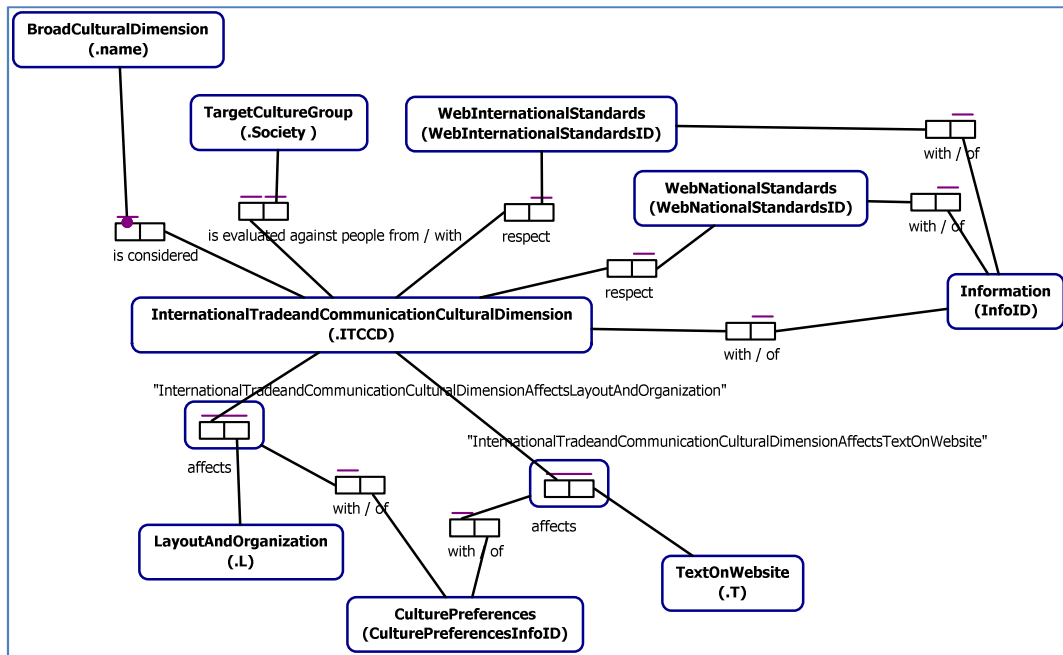 BroadCulturalDimension
(.name)
TargetCultureGroup
(.Society )
WebInternationalStandards
(WebInternationalStandardsID)
with / of
WebNationalStandards
(WebNationalStandardsID)
with / of
is considered
is evaluated against people from / with
respect
respect
InternationalTradeandCommunicationCulturalDimension
(.ITCCD)
Information
(InfoID)
with / of
"InternationalTradeandCommunicationCulturalDimensionAffectsLayoutAndOrganization"
"InternationalTradeandCommunicationCulturalDimensionAffectsTextOnWebsite"
affects
with / of
affects
with / of
LayoutAndOrganization
(.L)
TextOnWebsite
(.T)
CulturePreferences
(CulturePreferencesInfoID)